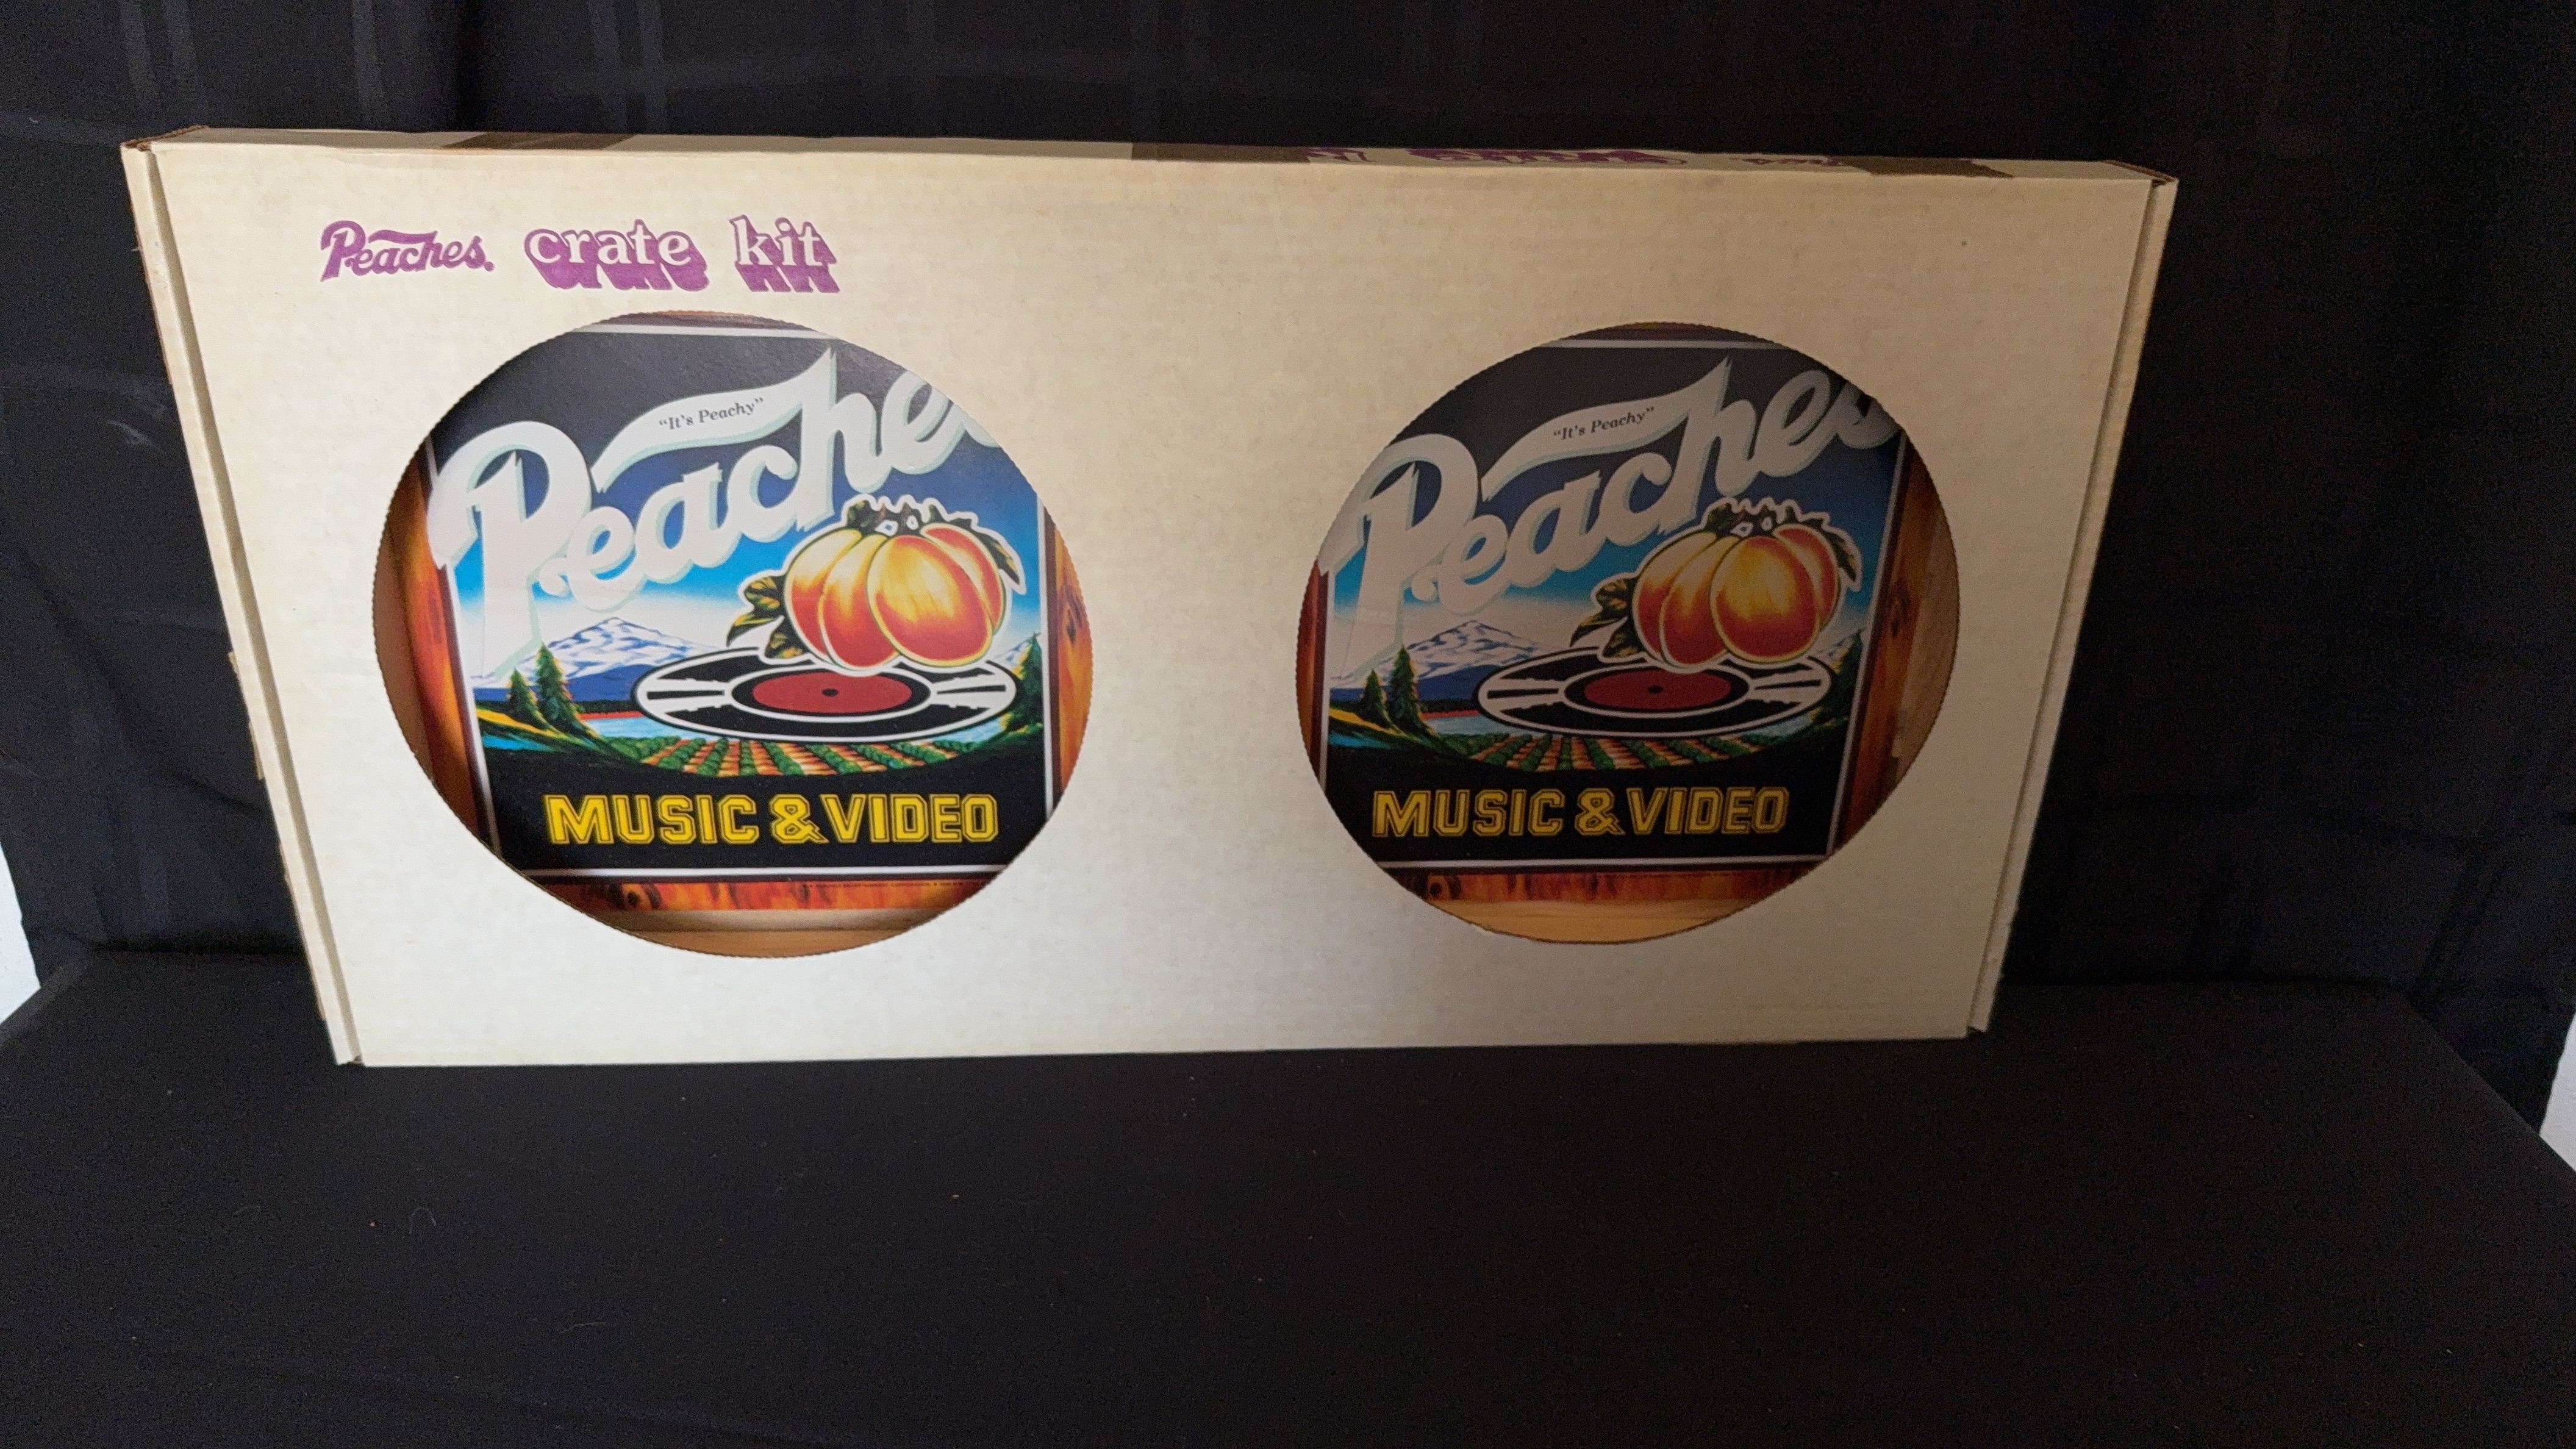 Peaches. crate kit
"It's Peachy"
Peaches
MUSIC & VIDEO
"It's Peachy"
Peaches
MUSIC & VIDEO